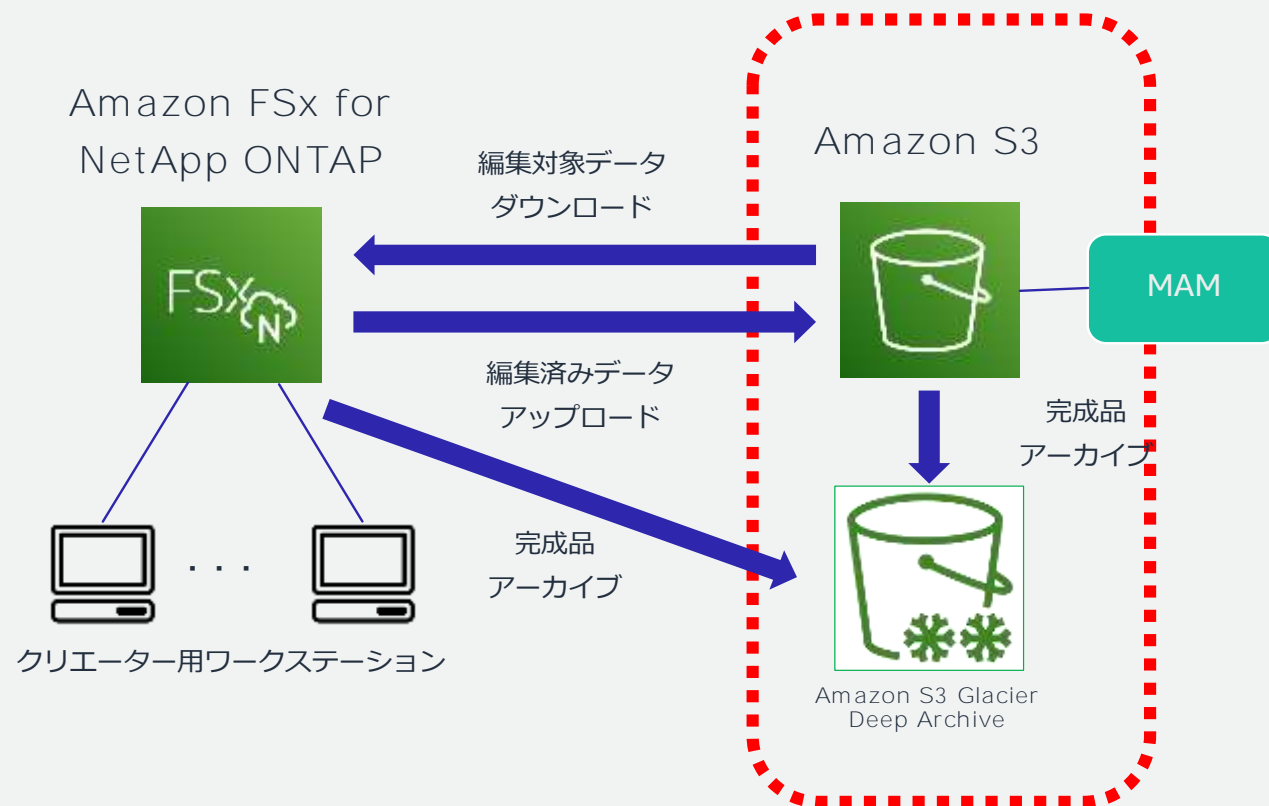 Amazon FSx for
NetApp ONTAP
Amazon S3
編集対象データ
ダウンロード
FSx
N
MAM
編集済みデータ
アップロード
完成品
アーカイブ
完成品
アーカイブ
・・・
クリエーター用ワークステーション
Amazon S3 Glacier
Deep Archive